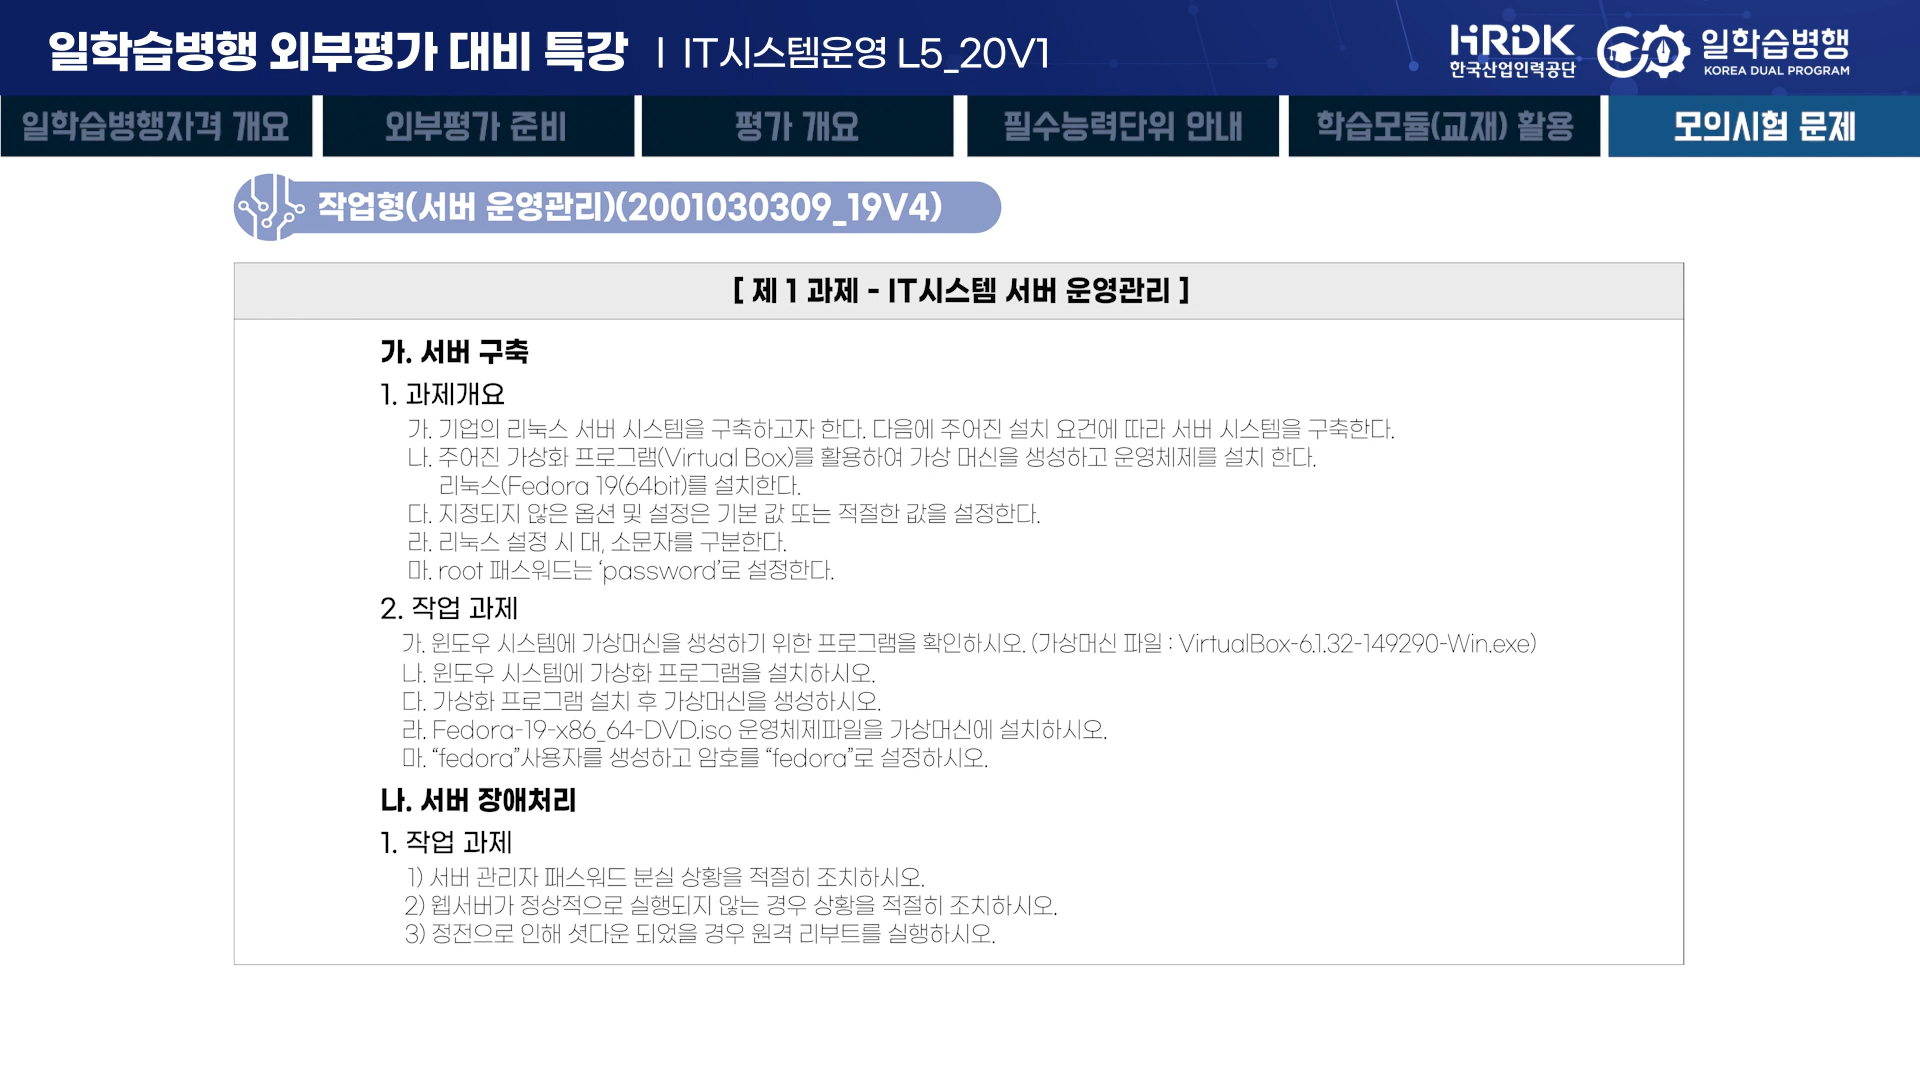 일학습병행 외부평가 대비 특강 | IT시스템운영 L5_20V1
HRDK 한국산업인력공단
일학습병행 KOREA DUAL PROGRAM
일학습병행자격 개요 외부평가 준비 평가 개요 필수능력단위 안내 학습모듈(교재) 활용 모의시험 문제
작업형(서버 운영관리)(2001030309_19V4)
[ 제 1 과제 - IT시스템 서버 운영관리 ]
가. 서버 구축
1. 과제개요
가. 기업의 리눅스 서버 시스템을 구축하고자 한다. 다음에 주어진 설치 요건에 따라 서버 시스템을 구축한다.
나. 주어진 가상화 프로그램(Virtual Box)를 활용하여 가상 머신을 생성하고 운영체제를 설치 한다.
리눅스(Fedora 19(64bit)를 설치한다.
다. 지정되지 않은 옵션 및 설정은 기본 값 또는 적절한 값을 설정한다.
라. 리눅스 설정 시 대, 소문자를 구분한다.
마. root 패스워드는 ‘password’로 설정한다.
2. 작업 과제
가. 윈도우 시스템에 가상머신을 생성하기 위한 프로그램을 확인하시오. (가상머신 파일 : VirtualBox-6.1.32-149290-Win.exe)
나. 윈도우 시스템에 가상화 프로그램을 설치하시오.
다. 가상화 프로그램 설치 후 가상머신을 생성하시오.
라. Fedora-19-x86_64-DVD.iso 운영체제파일을 가상머신에 설치하시오.
마. “fedora”사용자를 생성하고 암호를 “fedora”로 설정하시오.
나. 서버 장애처리
1. 작업 과제
1) 서버 관리자 패스워드 분실 상황을 적절히 조치하시오.
2) 웹서버가 정상적으로 실행되지 않는 경우 상황을 적절히 조치하시오.
3) 정전으로 인해 셧다운 되었을 경우 원격 리부트를 실행하시오.